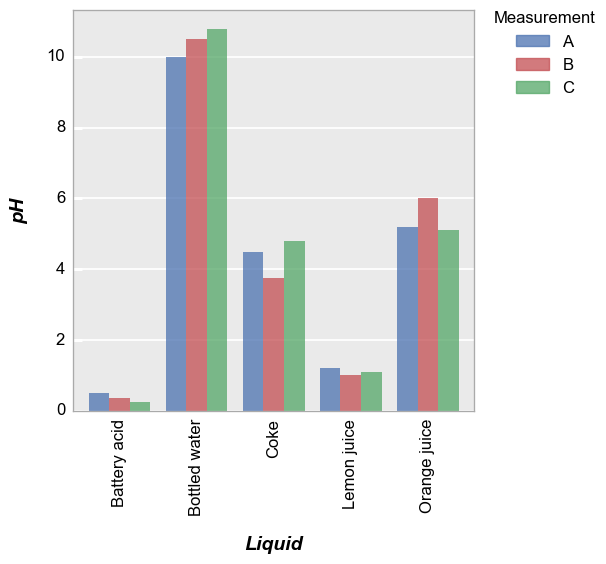 Measurement
A
B
C
10
8
6
4
2
0
pH
Battery acid
Bottled water
Coke
Lemon juice
Orange juice
Liquid